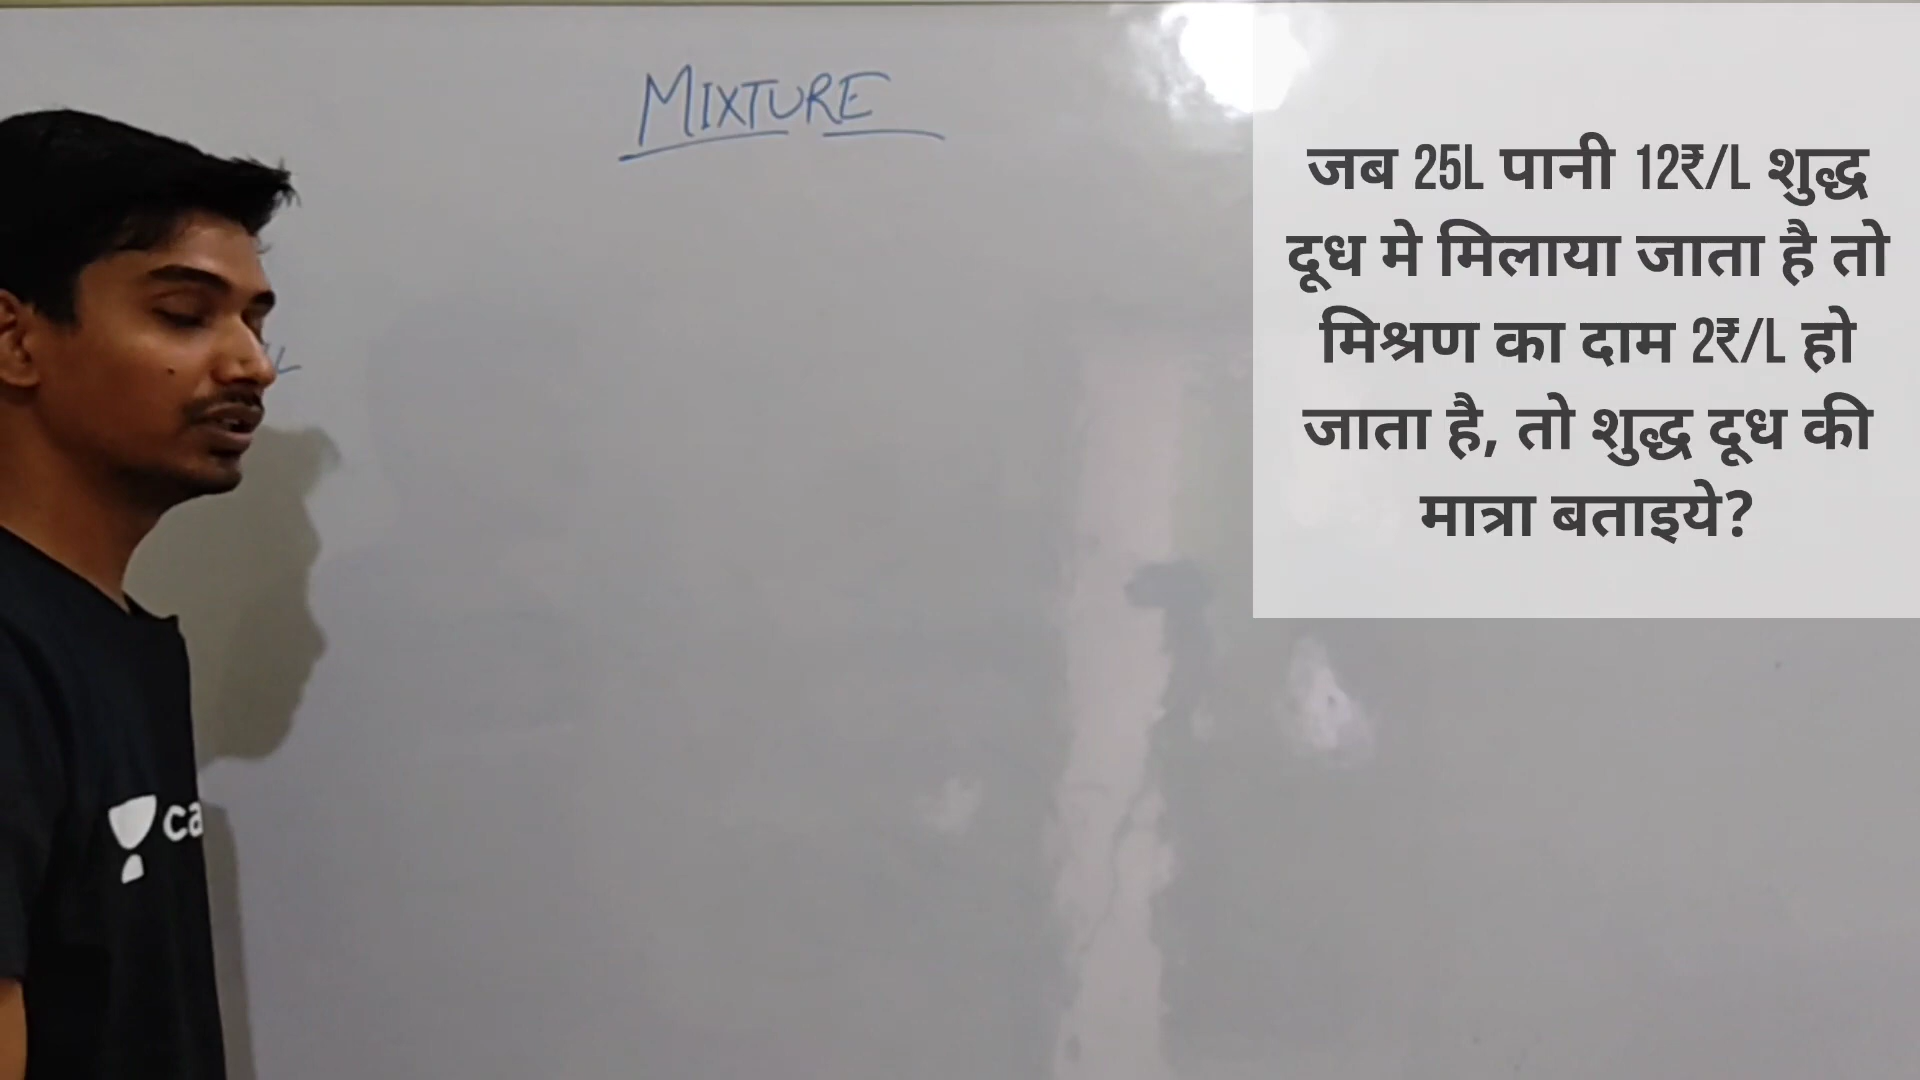 MIXTURE
जब 25L पानी 12₹/L शुद्ध
दूध मे मिलाया जाता है तो
मिश्रण का दाम 2₹/L हो
जाता है, तो शुद्ध दूध की
मात्रा बताइये?
L
ca